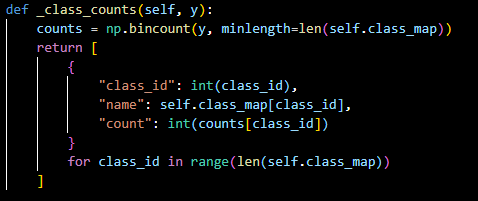 def _class_counts(self, y):
    counts = np.bincount(y, minlength=len(self.class_map))
    return [
        {
            "class_id": int(class_id),
            "name": self.class_map[class_id],
            "count": int(counts[class_id])
        }
        for class_id in range(len(self.class_map))
    ]